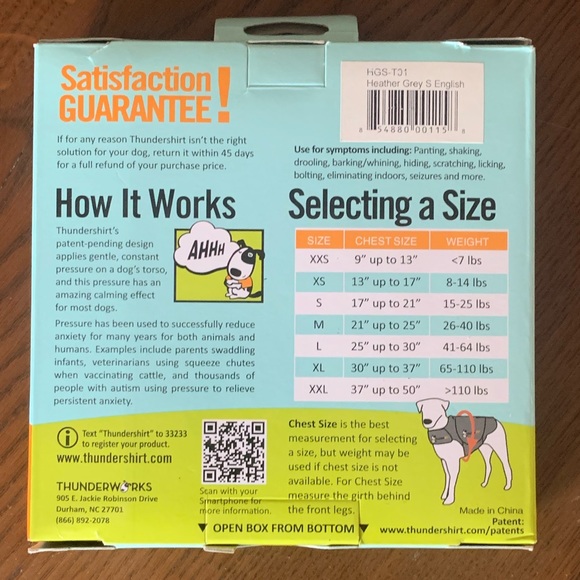 Satisfaction
GUARANTEE!
HGS-T01
Heather Grey S English
8 54880 00115 8
If for any reason Thundershirt isn't the right
solution for your dog, return it within 45 days
for a full refund of your purchase price.
Use for symptoms including: Panting, shaking,
drooling, barking/whining, hiding, scratching, licking,
bolting, eliminating indoors, seizures and more.
How It Works
Thundershirt's
patent-pending design
applies gentle, constant
pressure on a dog's torso,
and this pressure has an
amazing calming effect
for most dogs.
AHHH
Pressure has been used to successfully reduce
anxiety for many years for both animals and
humans. Examples include parents swaddling
infants, veterinarians using squeeze chutes
when vaccinating cattle, and thousands of
people with autism using pressure to relieve
persistent anxiety.
Selecting a Size
SIZE CHEST SIZE WEIGHT
XXS 9" up to 13" <7 lbs
XS 13" up to 17" 8-14 lbs
S 17" up to 21" 15-25 lbs
M 21" up to 25" 26-40 lbs
L 25" up to 30" 41-64 lbs
XL 30" up to 37" 65-110 lbs
XXL 37" up to 50" >110 lbs
i Text "Thundershirt" to 33233
to register your product.
www.thundershirt.com
THUNDERWORKS
905 E. Jackie Robinson Drive
Durham, NC 27701
(866) 892-2078
Scan with your
Smartphone for
more information.
Chest Size is the best
measurement for selecting
a size, but weight may be
used if chest size is not
available. For Chest Size
measure the girth behind
the front legs.
Made in China
Patent:
www.thundershirt.com/patents
▼ OPEN BOX FROM BOTTOM ▼